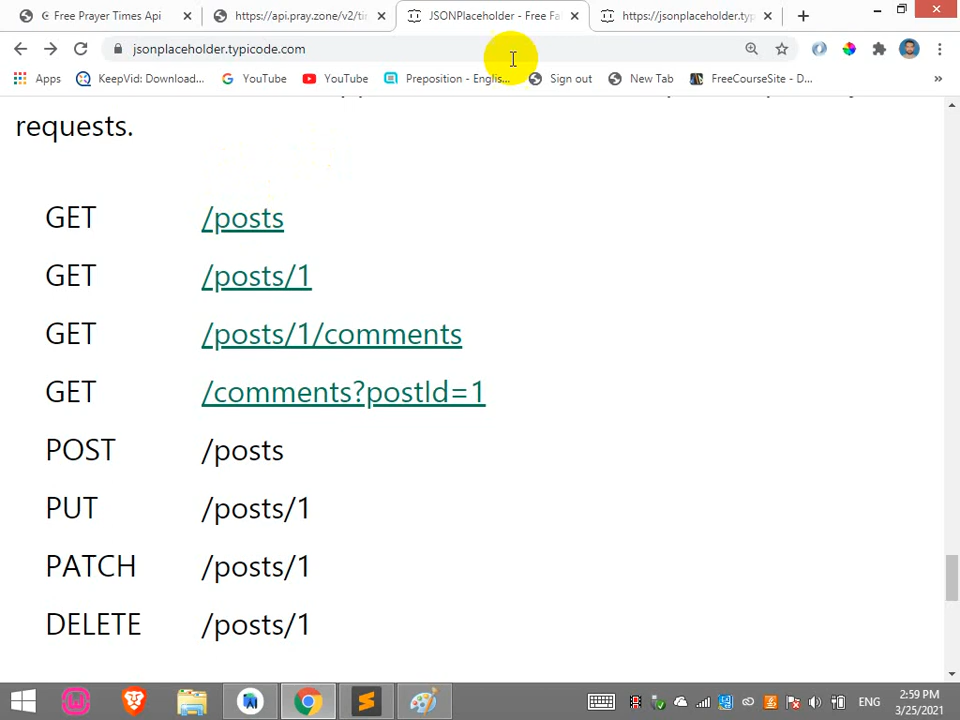 Free Prayer Times Api
https://api.pray.zone/v2/ti
JSONPlaceholder - Free Fa
https://jsonplaceholder.typ
jsonplaceholder.typicode.com
Apps
KeepVid: Download...
YouTube
YouTube
Preposition - Englis...
Sign out
New Tab
FreeCourseSite - D...
requests.
GET /posts
GET /posts/1
GET /posts/1/comments
GET /comments?postId=1
POST /posts
PUT /posts/1
PATCH /posts/1
DELETE /posts/1
ENG
2:59 PM
3/25/2021